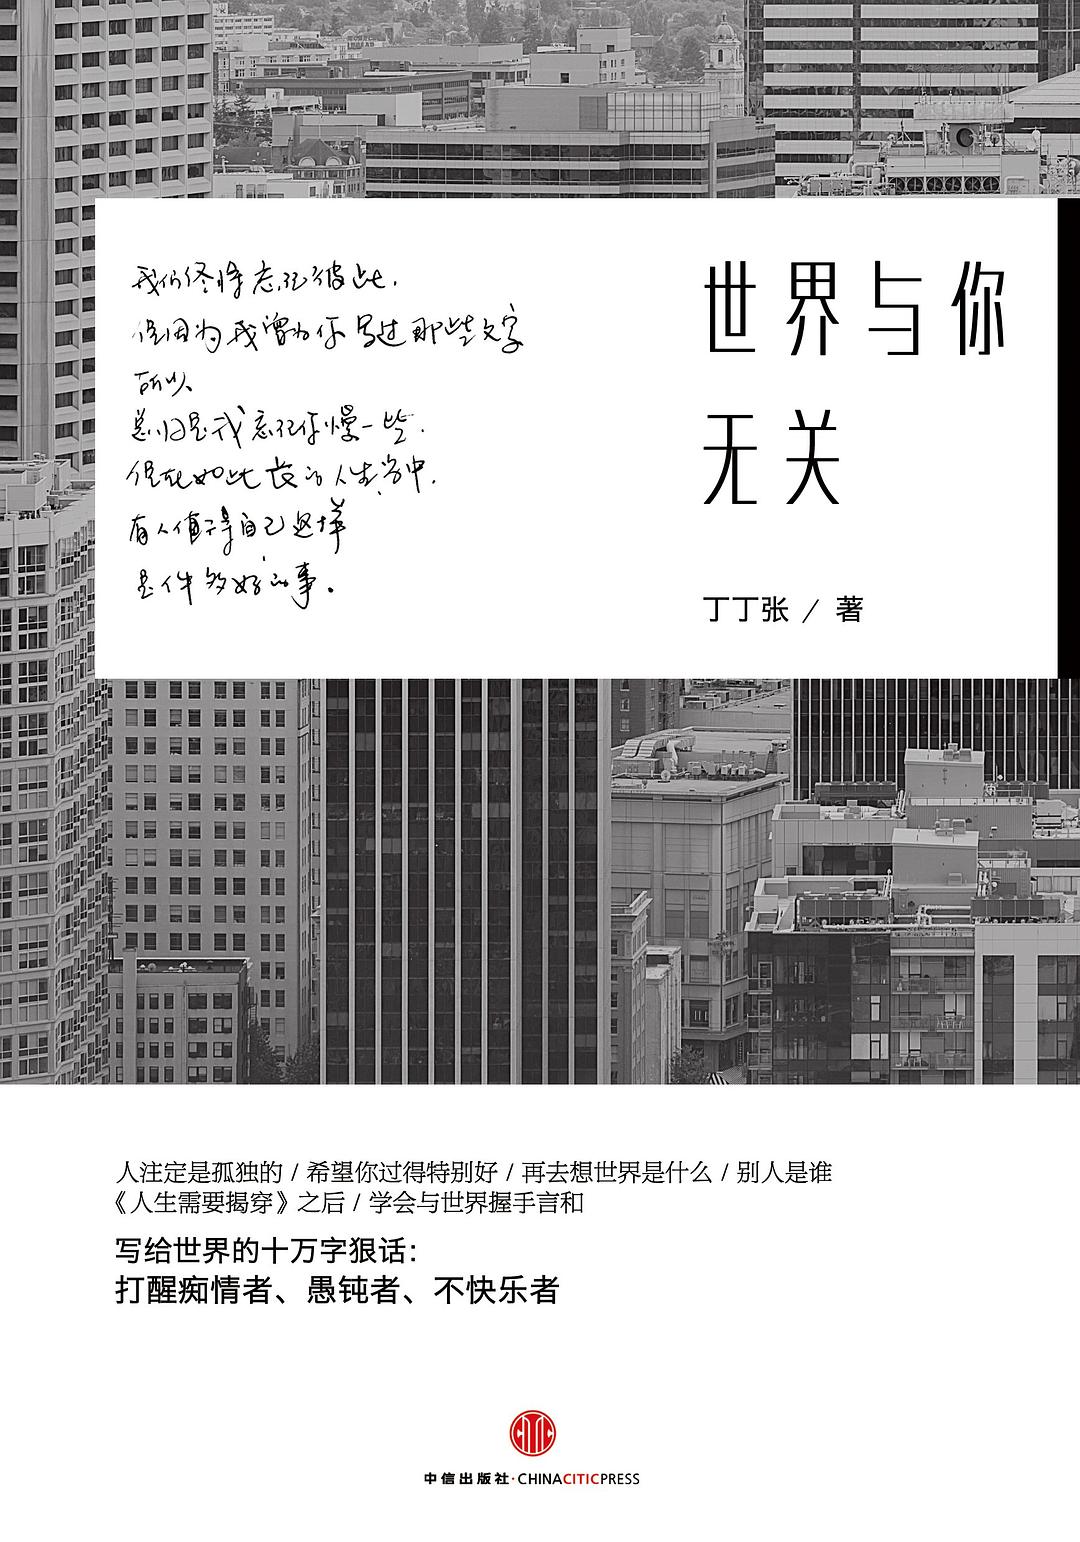 我们终将忘记彼此.
但因为我曾为你写过那些文字
所以、
总归是我忘记你慢一些.
但在如此长的人生当中.
有人值得自己这样
是件多好的事。
世界与你
无关
丁丁张 / 著
人注定是孤独的 / 希望你过得特别好 / 再去想世界是什么 / 别人是谁
《人生需要揭穿》之后 / 学会与世界握手言和
写给世界的十万字狠话：
打醒痴情者、愚钝者、不快乐者
中信出版社·CHINACITICPRESS